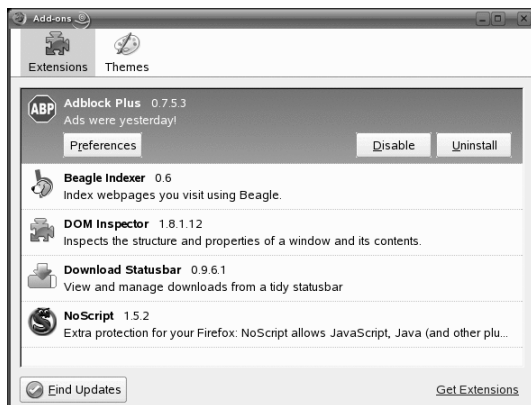 Add-ons
Extensions Themes
ABP
Adblock Plus 0.7.5.3
Ads were yesterday!
Preferences Disable Uninstall
Beagle Indexer 0.6
Index webpages you visit using Beagle.
DOM Inspector 1.8.1.12
Inspects the structure and properties of a window and its contents.
Download Statusbar 0.9.6.1
View and manage downloads from a tidy statusbar
NoScript 1.5.2
Extra protection for your Firefox: NoScript allows JavaScript, Java (and other plu...
Find Updates Get Extensions